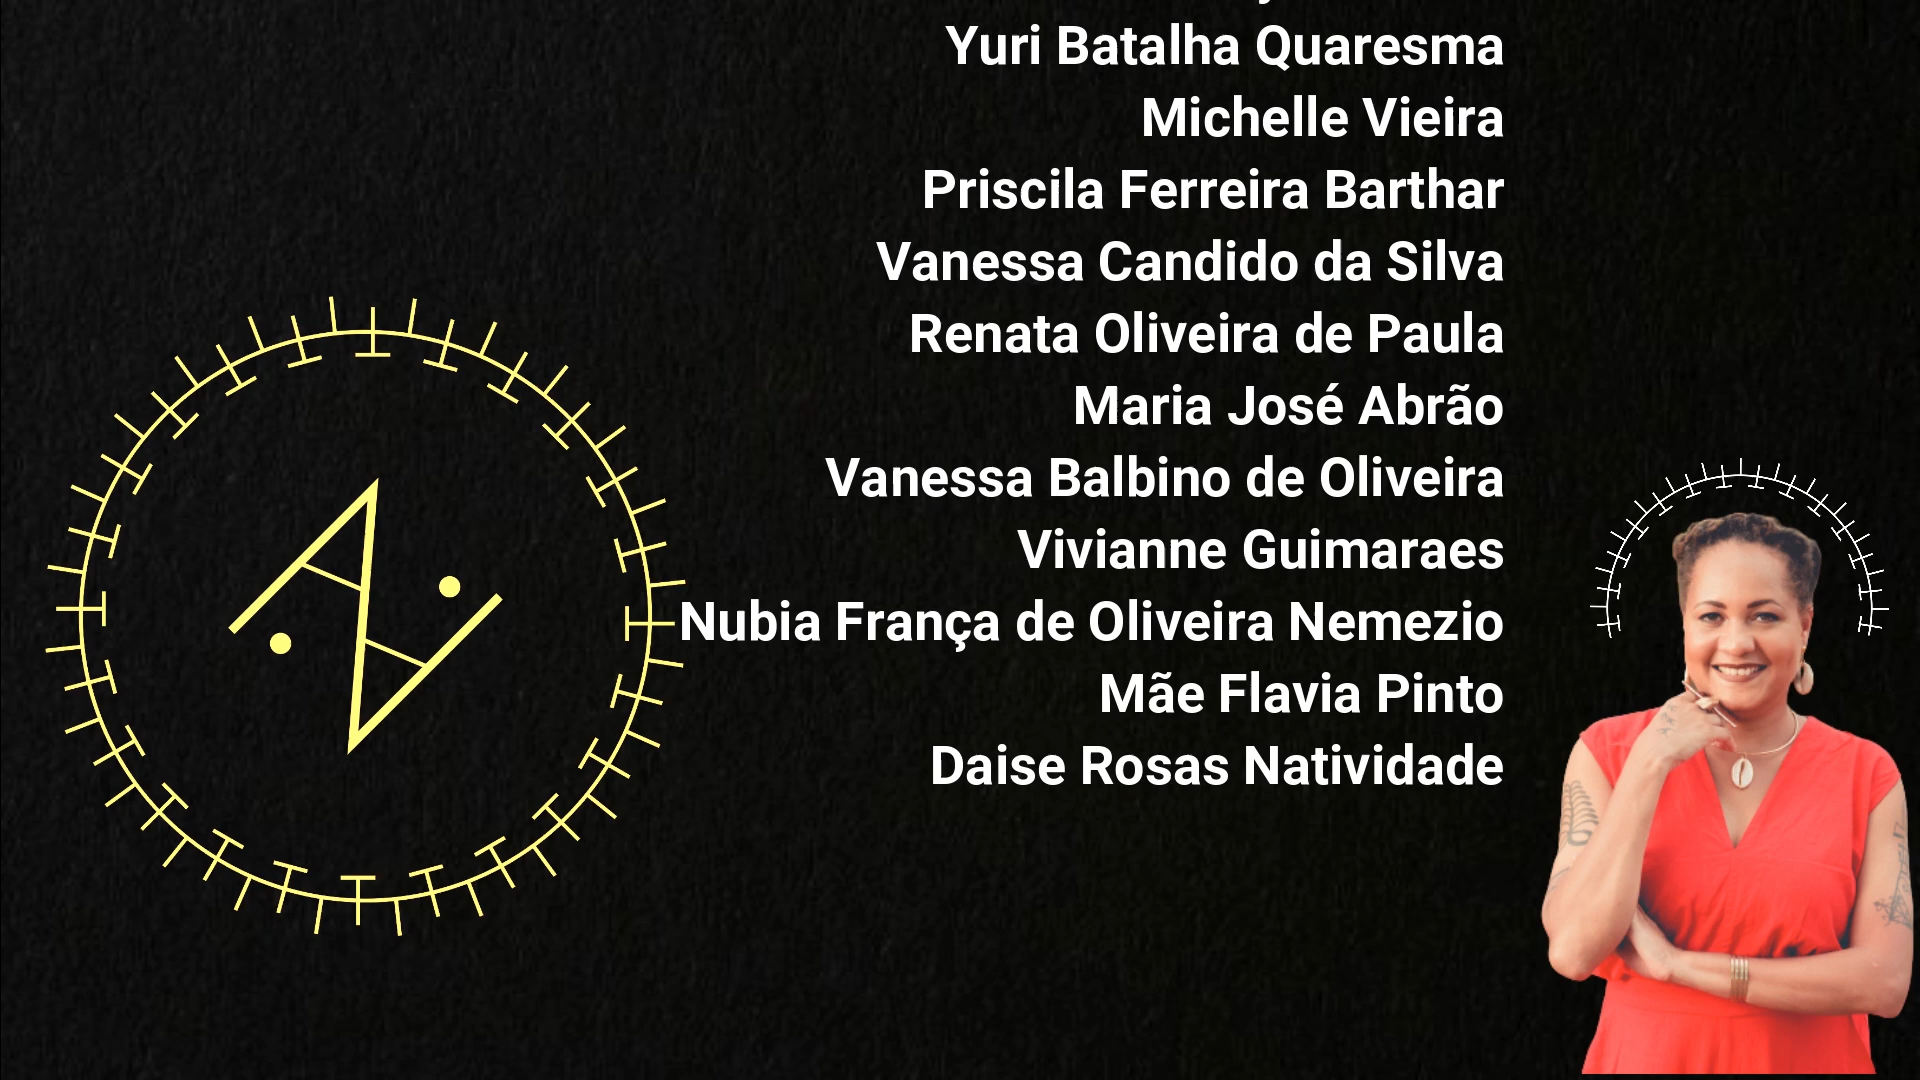 Yuri Batalha Quaresma
Michelle Vieira
Priscila Ferreira Barthar
Vanessa Candido da Silva
Renata Oliveira de Paula
Maria José Abrão
Vanessa Balbino de Oliveira
Vivianne Guimaraes
Nubia França de Oliveira Nemezio
Mãe Flavia Pinto
Daise Rosas Natividade